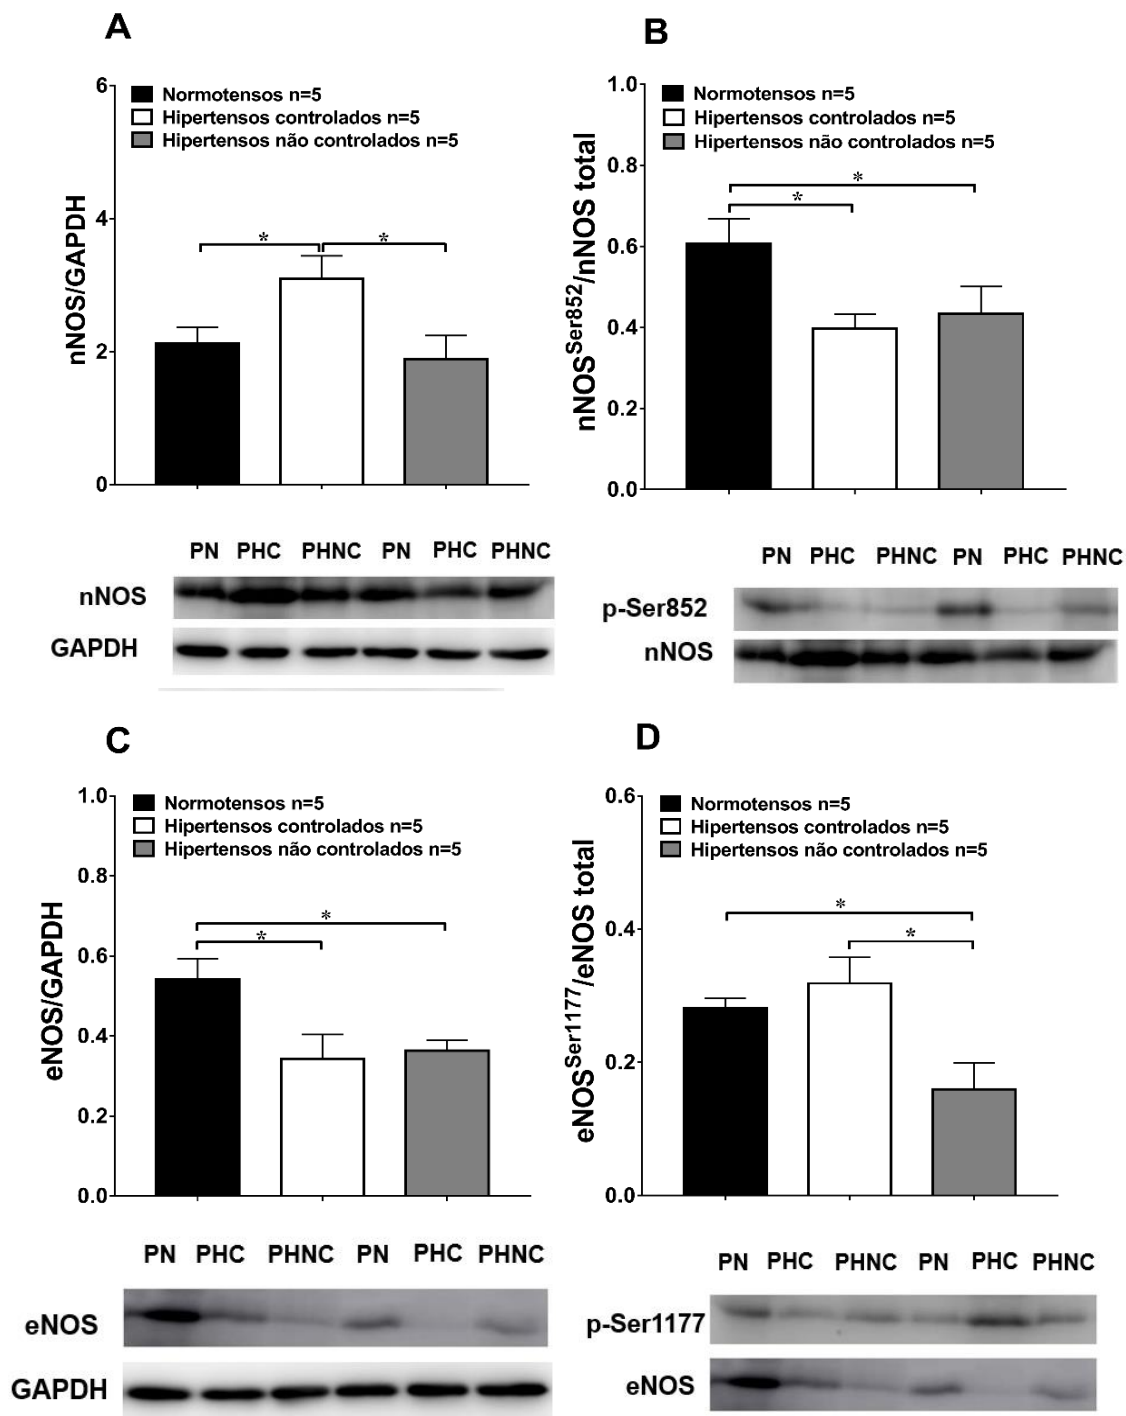 A
6
4
2
0
nNOS/GAPDH
Normotensos n=5
Hipertensos controlados n=5
Hipertensos não controlados n=5
* *
PN PHC PHNC PN PHC PHNC
nNOS
GAPDH
B
1.0
0.8
0.6
0.4
0.2
0.0
nNOSSer852/nNOS total
Normotensos n=5
Hipertensos controlados n=5
Hipertensos não controlados n=5
*
*
PN PHC PHNC PN PHC PHNC
p-Ser852
nNOS
C
1.0
0.8
0.6
0.4
0.2
0.0
eNOS/GAPDH
Normotensos n=5
Hipertensos controlados n=5
Hipertensos não controlados n=5
*
*
PN PHC PHNC PN PHC PHNC
eNOS
GAPDH
D
0.6
0.4
0.2
0.0
eNOSSer1177/eNOS total
Normotensos n=5
Hipertensos controlados n=5
Hipertensos não controlados n=5
*
*
PN PHC PHNC PN PHC PHNC
p-Ser1177
eNOS